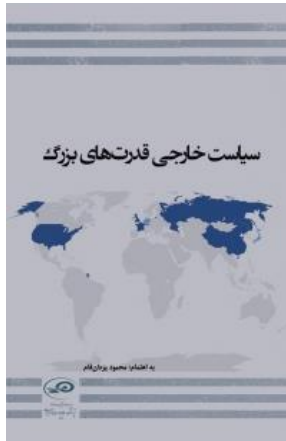 سیاست خارجی قدرت‌های بزرگ
به اهتمام: محمود یزدان‌فام